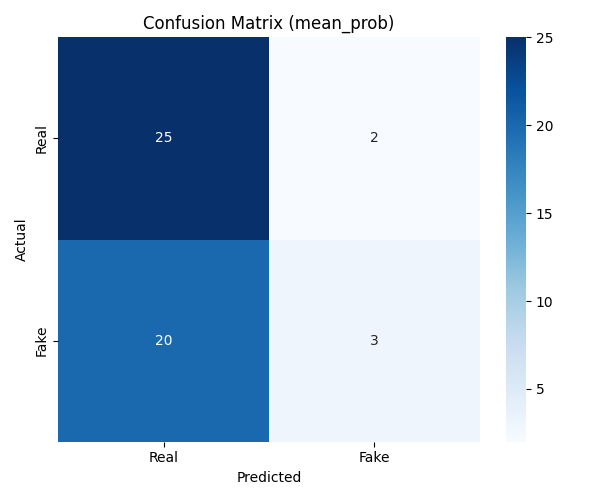 Confusion Matrix (mean_prob)
Actual
Real
Fake
25
2
20
3
Real
Fake
Predicted
25
20
15
10
5